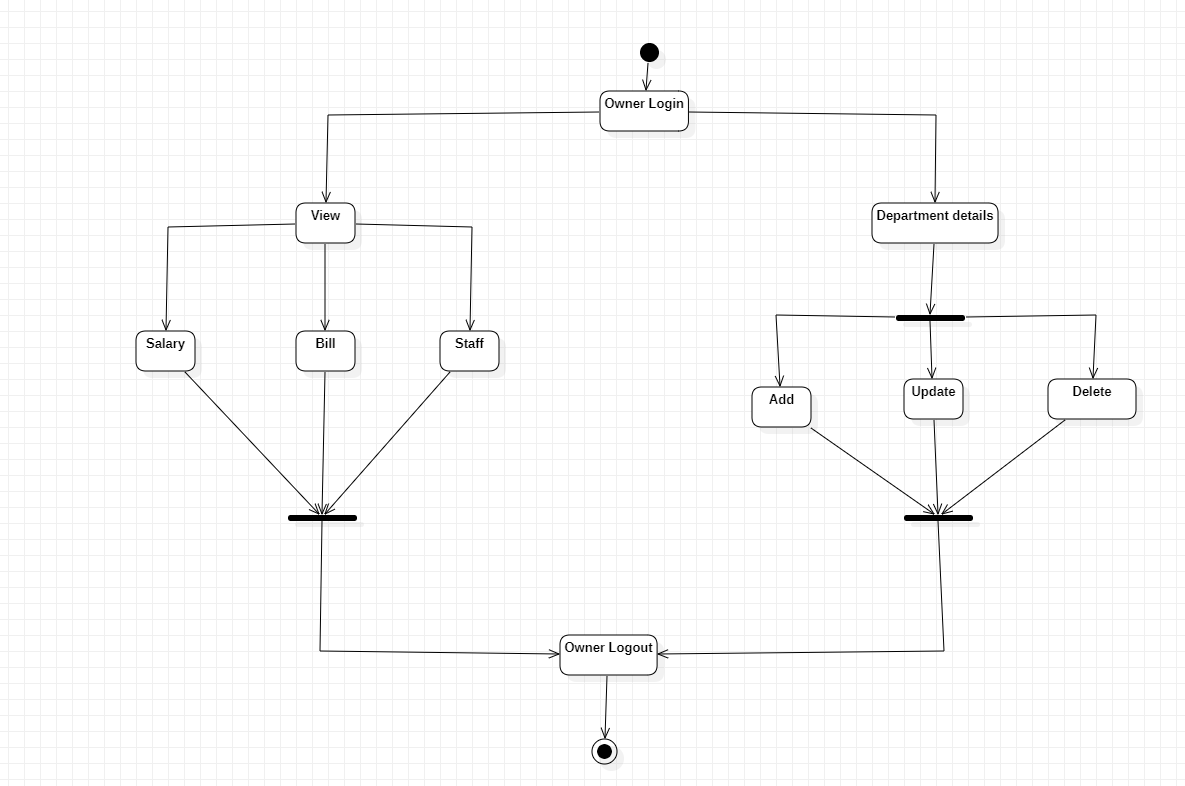 Owner Login
View
Department details
Salary
Bill
Staff
Add
Update
Delete
Owner Logout